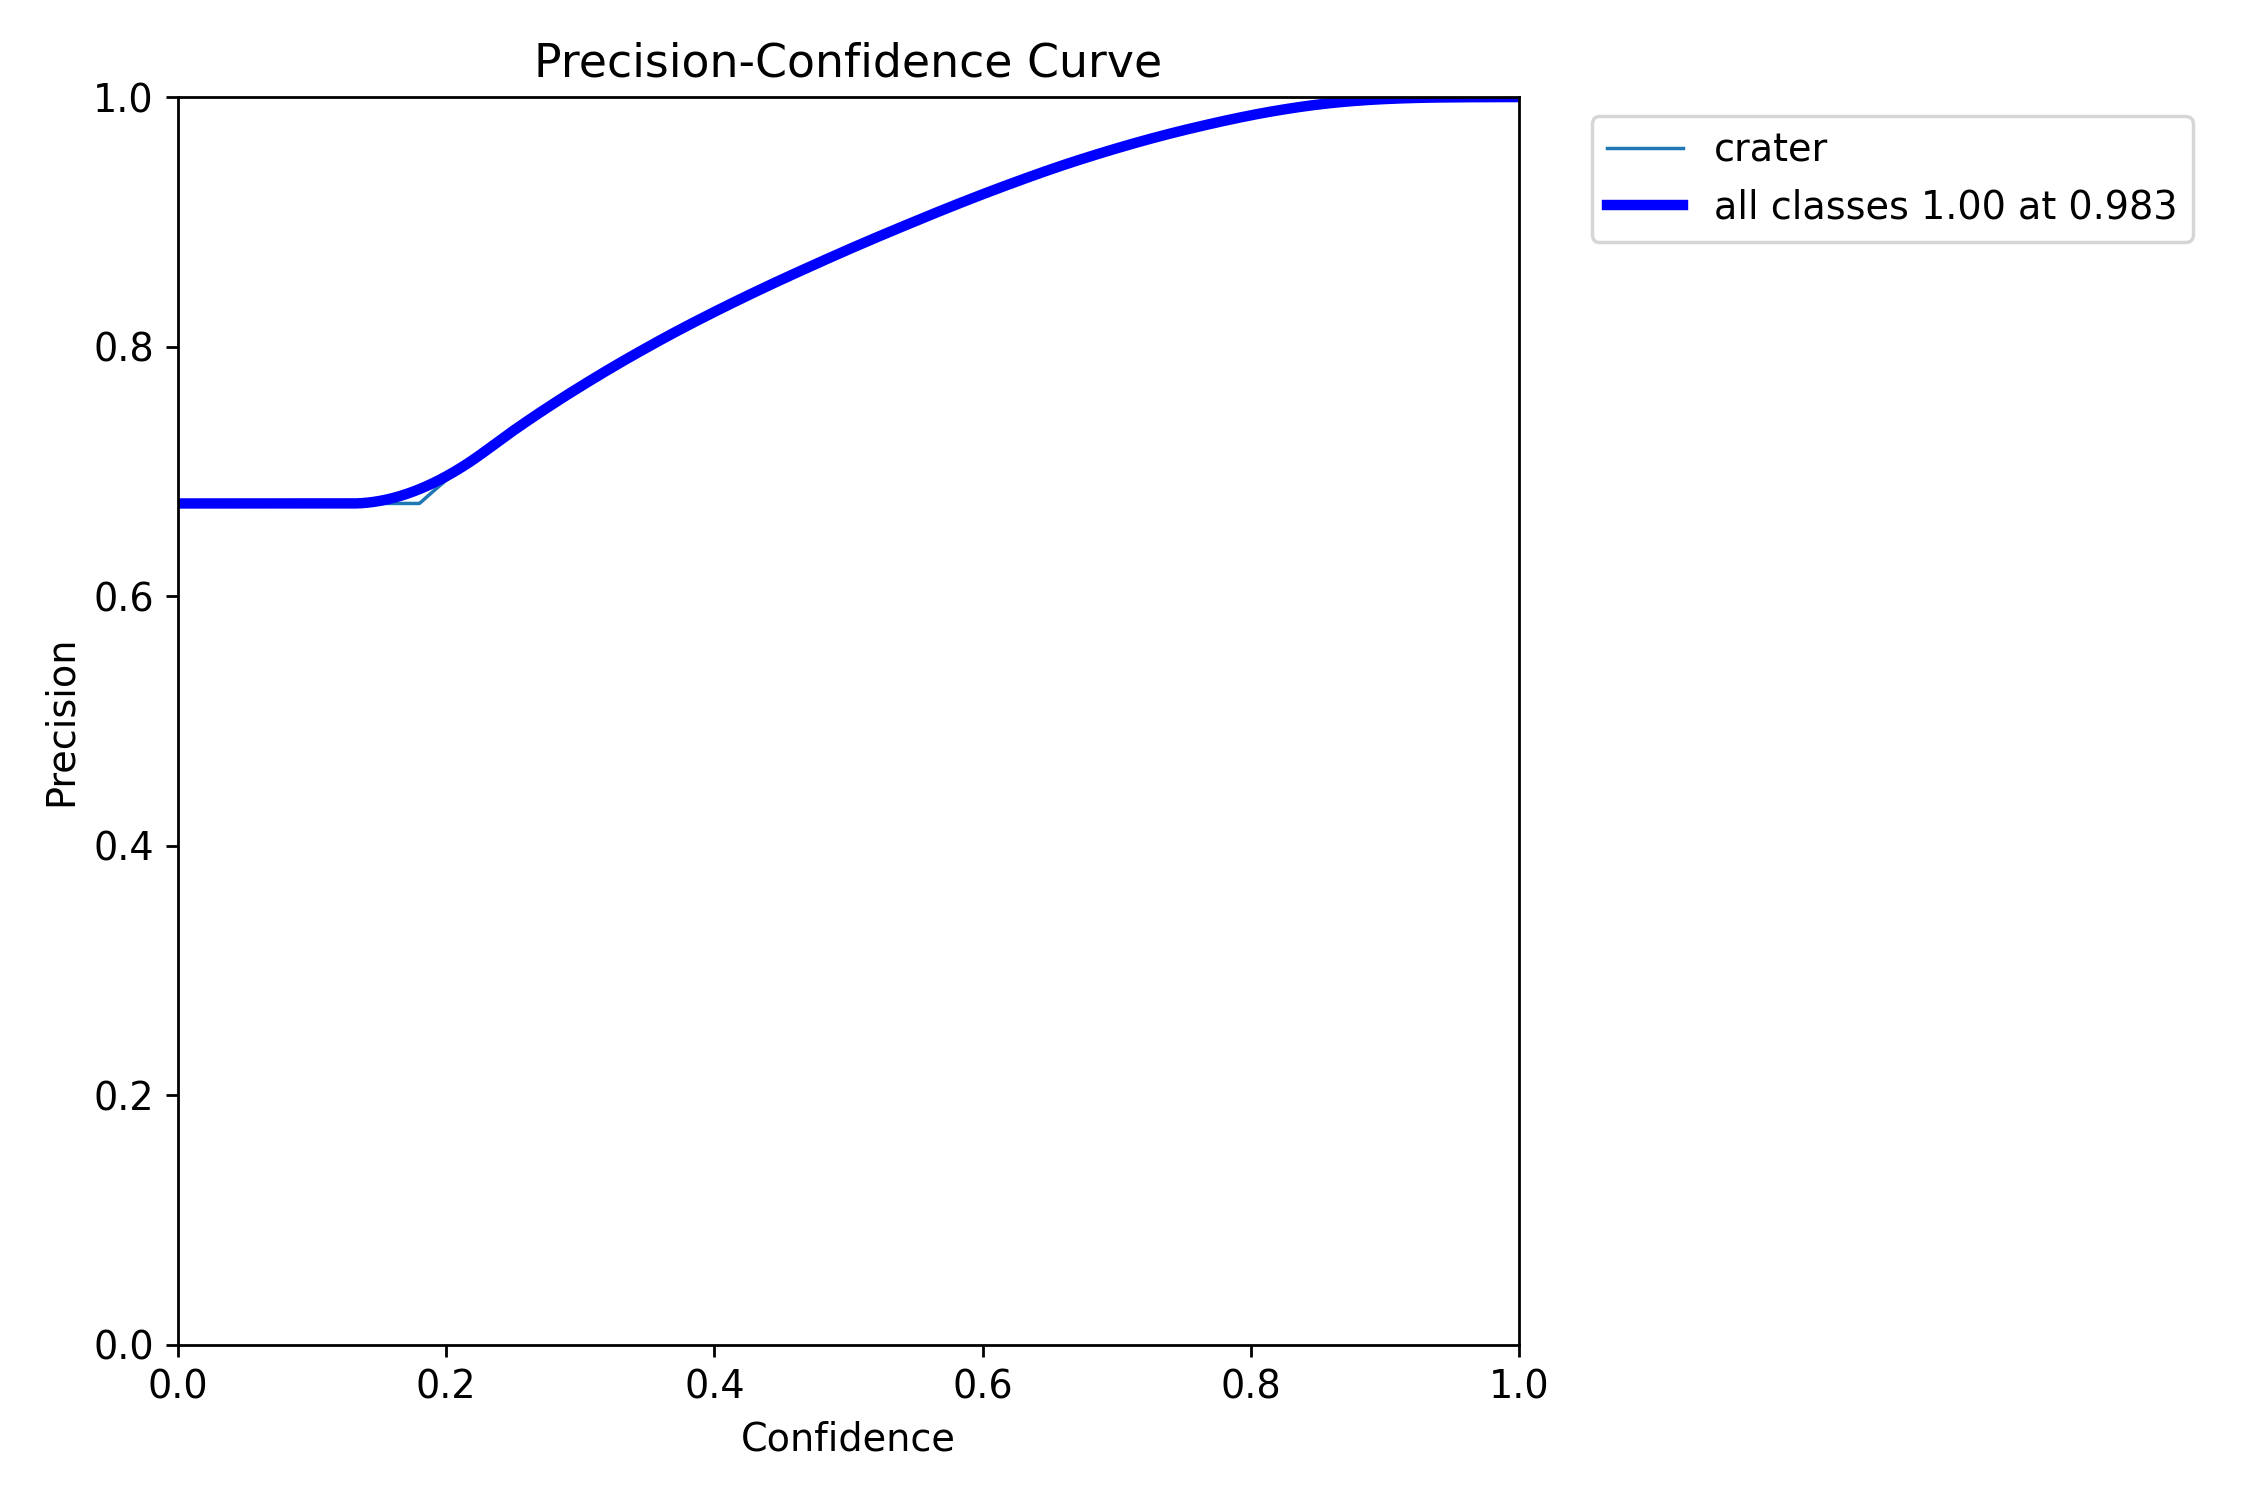 Precision-Confidence Curve
1.0
0.8
0.6
0.4
0.2
0.0
Precision
0.0 0.2 0.4 0.6 0.8 1.0
Confidence
crater
all classes 1.00 at 0.983